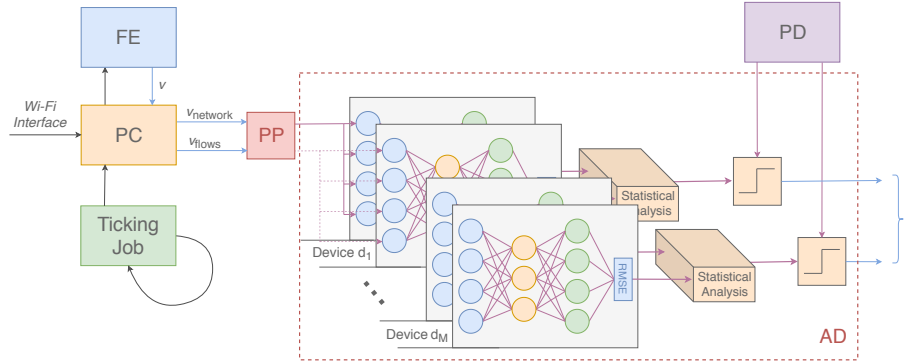 FE
PD
v
Wi-Fi
Interface
PC
v_network
v_flows
PP
Statistical
Analysis
Ticking
Job
Device d_1
RMSE
Statistical
Analysis
Device d_M
AD